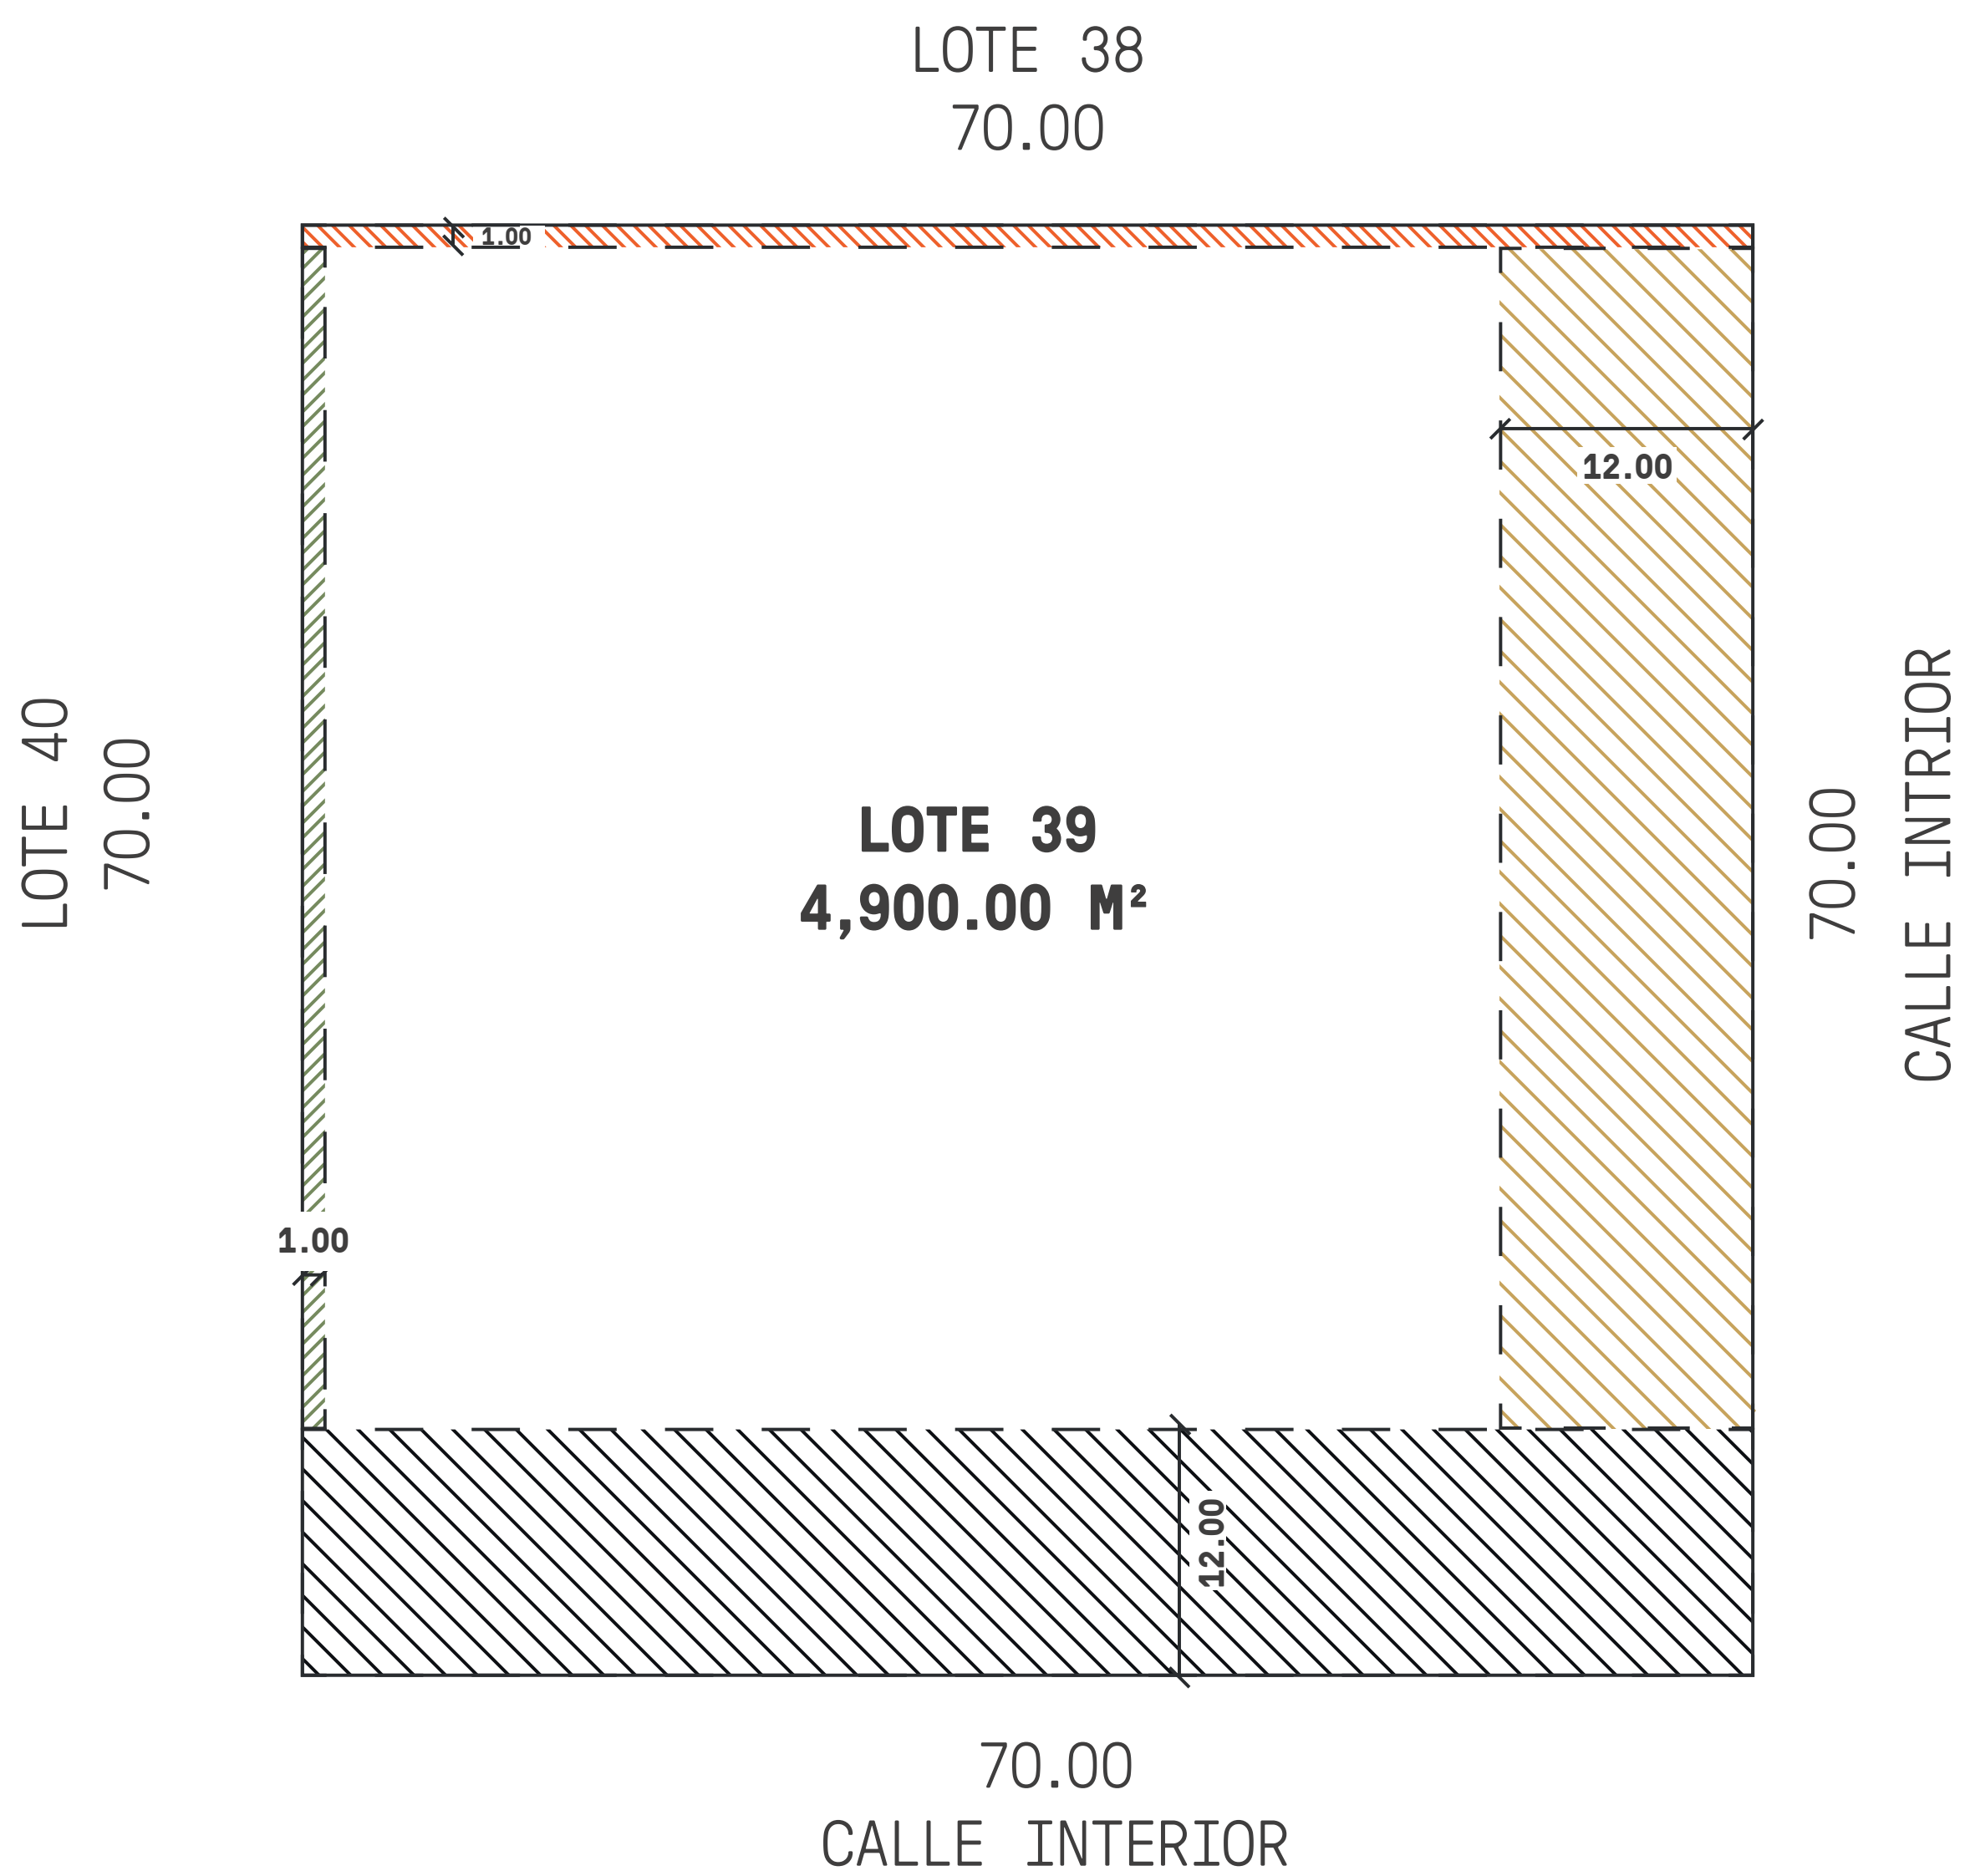 LOTE 38
70.00
1.00
12.00
LOTE 40
70.00
LOTE 39
4,900.00 M²
70.00
CALLE INTRIOR
1.00
12.00
70.00
CALLE INTERIOR